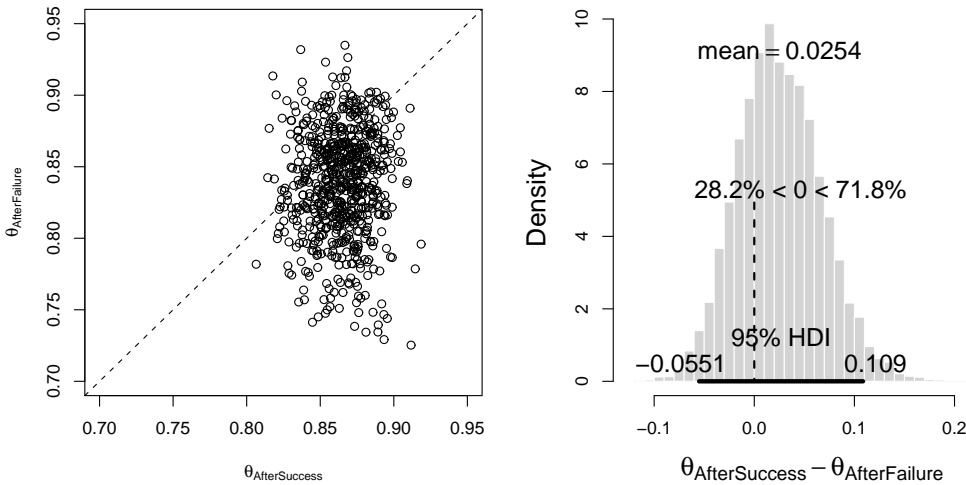 0.95
0.90
0.85
0.80
0.75
0.70
θAfterFailure
0.70 0.75 0.80 0.85 0.90 0.95
θAfterSuccess
10
8
6
4
2
0
Density
mean = 0.0254
28.2% < 0 < 71.8%
95% HDI
−0.0551 0.109
−0.1 0.0 0.1 0.2
θAfterSuccess − θAfterFailure